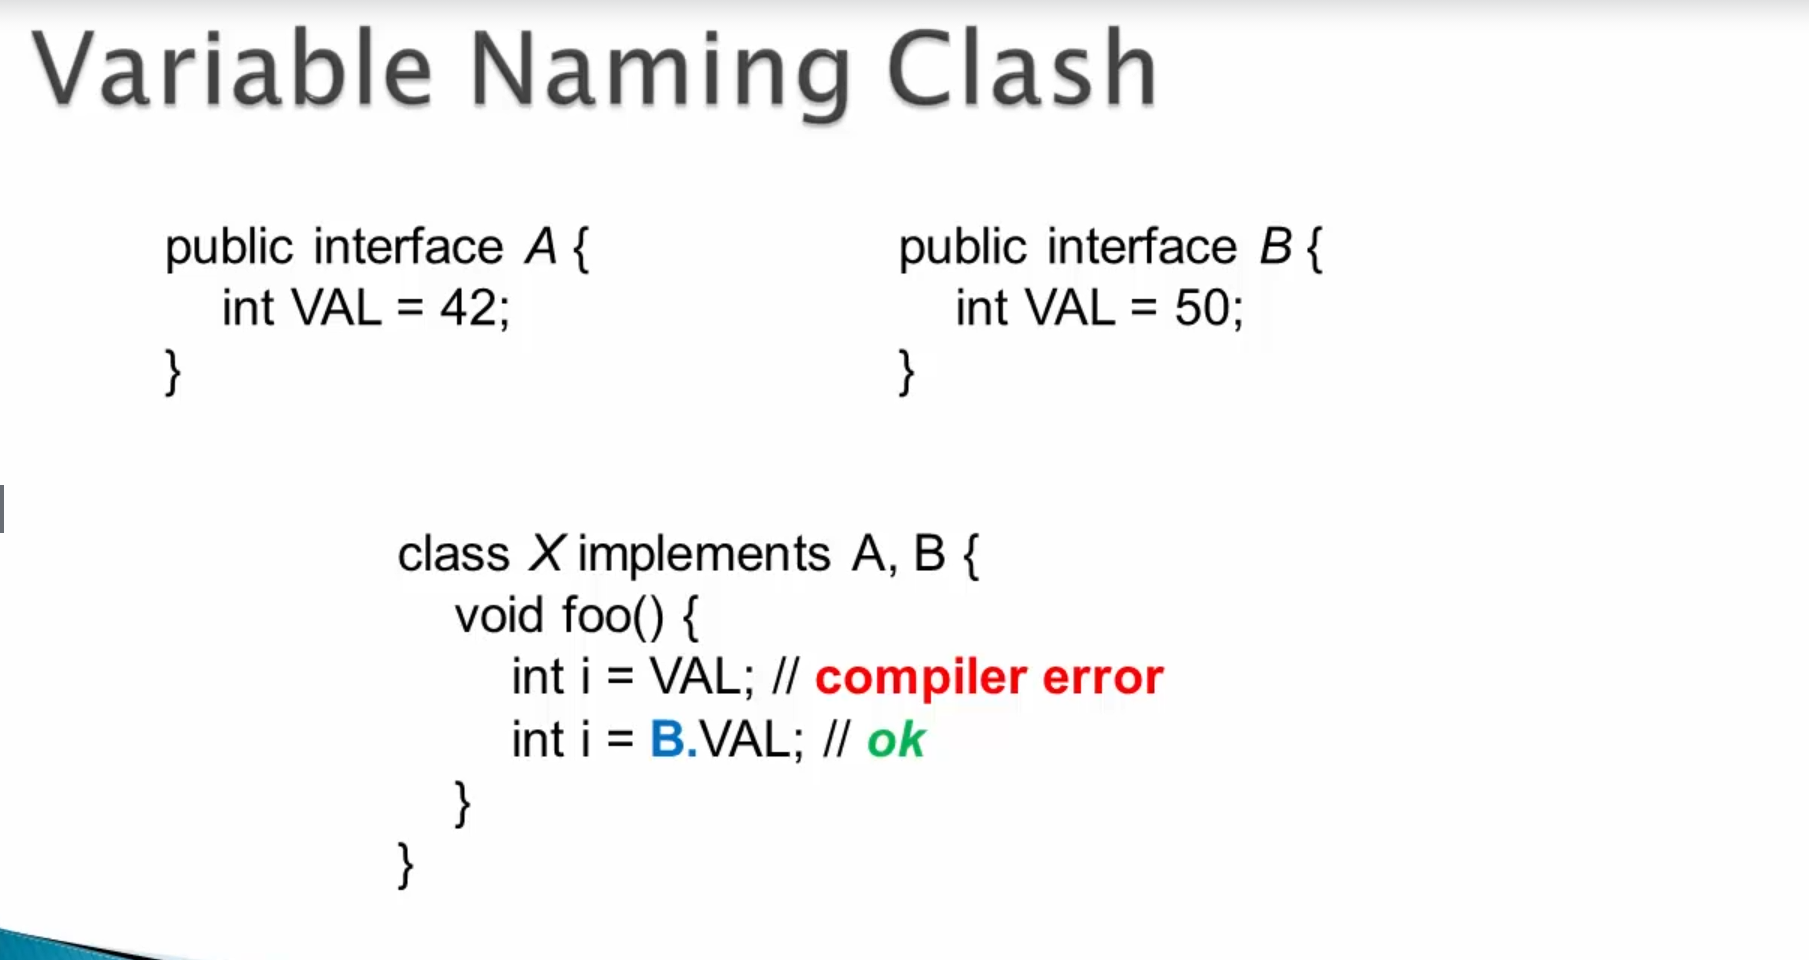 Variable Naming Clash
public interface A {
int VAL = 42;
}
public interface B {
int VAL = 50;
}
class X implements A, B {
void foo() {
int i = VAL; // compiler error
int i = B.VAL; // ok
}
}